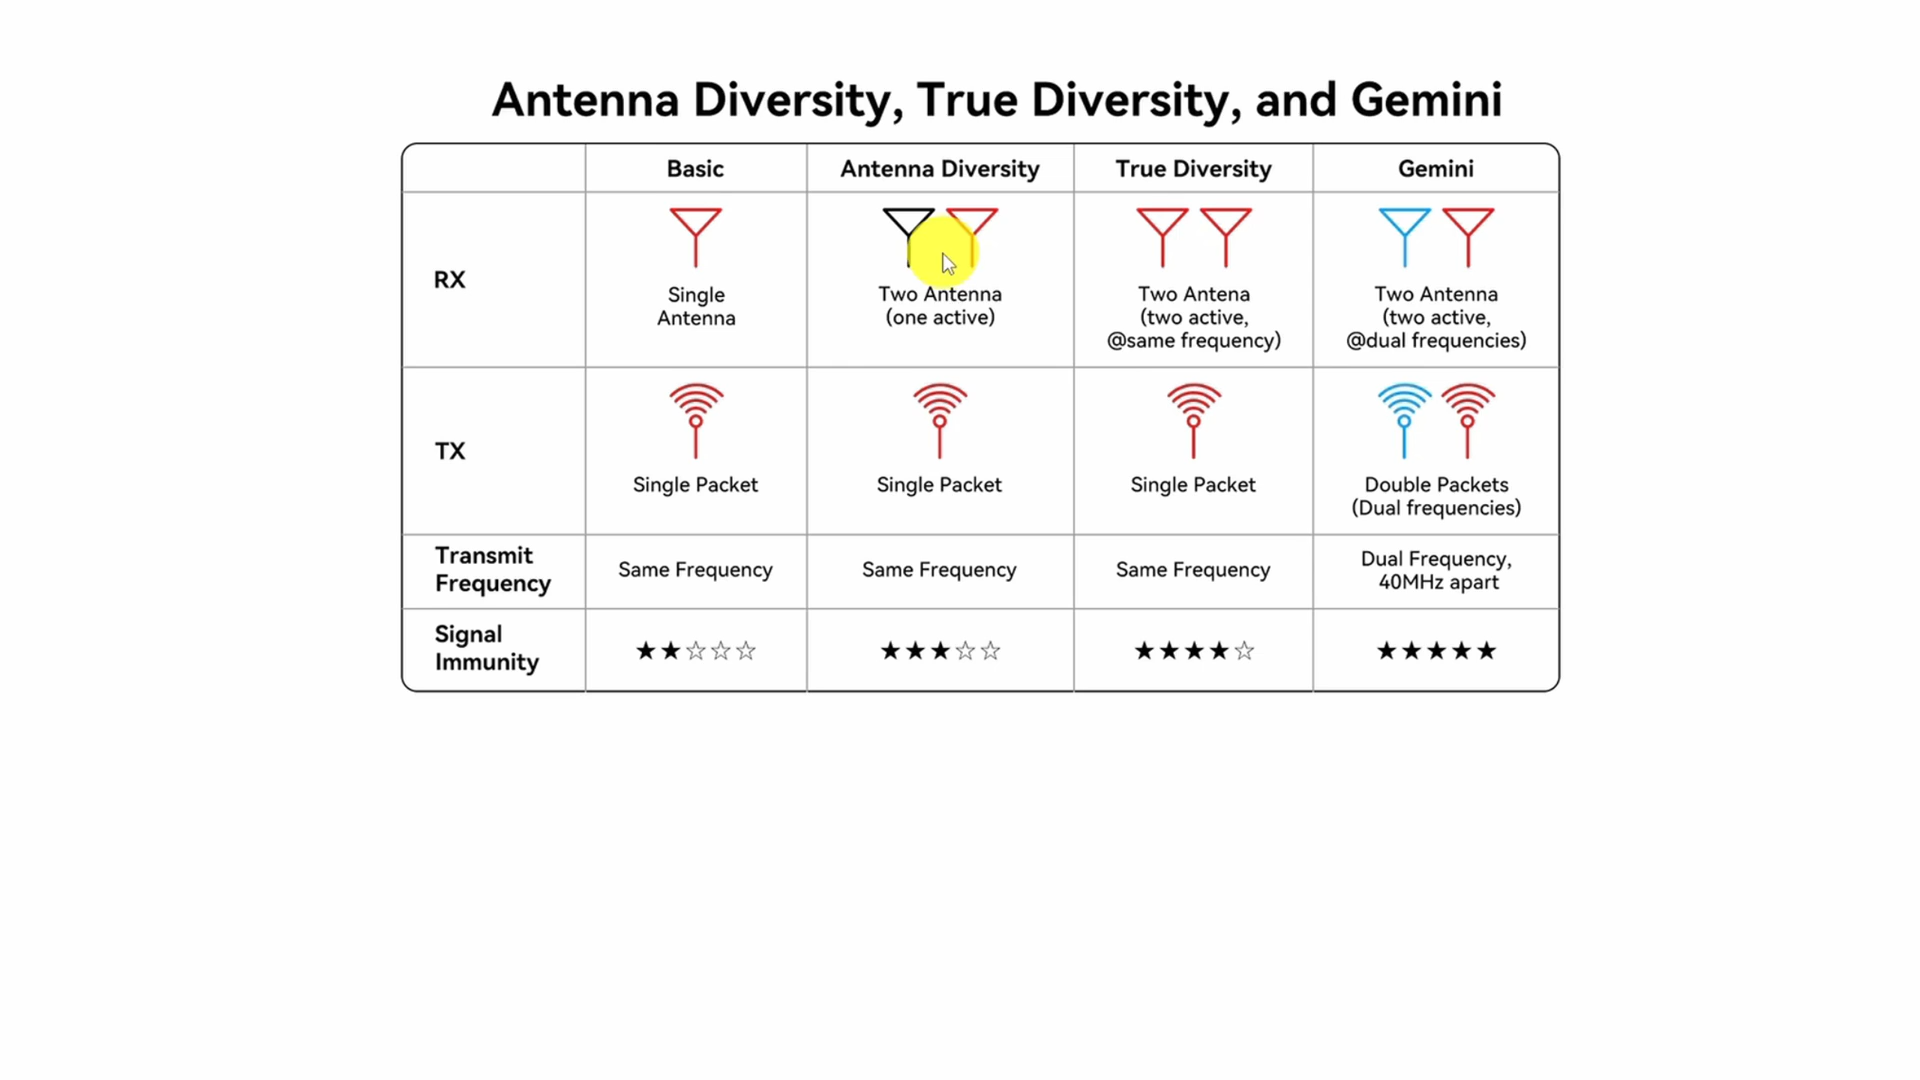 Antenna Diversity, True Diversity, and Gemini
Basic
Antenna Diversity
True Diversity
Gemini
RX
Single
Antenna
Two Antenna
(one active)
Two Antena
(two active,
@same frequency)
Two Antenna
(two active,
@dual frequencies)
TX
Single Packet
Single Packet
Single Packet
Double Packets
(Dual frequencies)
Transmit
Frequency
Same Frequency
Same Frequency
Same Frequency
Dual Frequency,
40MHz apart
Signal
Immunity
★★☆☆☆
★★★☆☆
★★★★☆
★★★★★